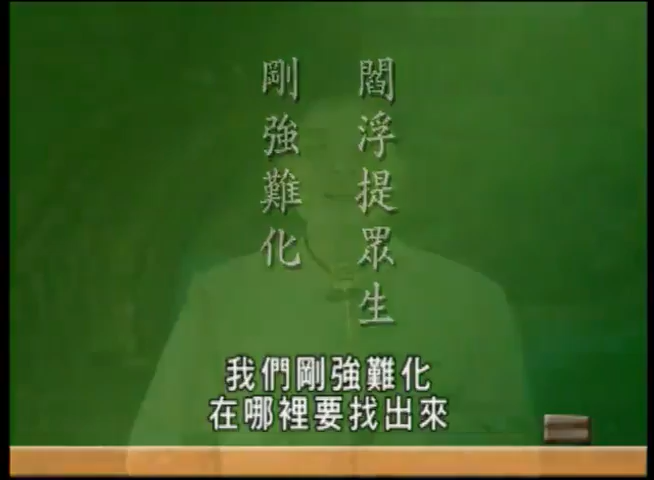 閻浮提眾生
剛強難化
我們剛強難化
在哪裡要找出來